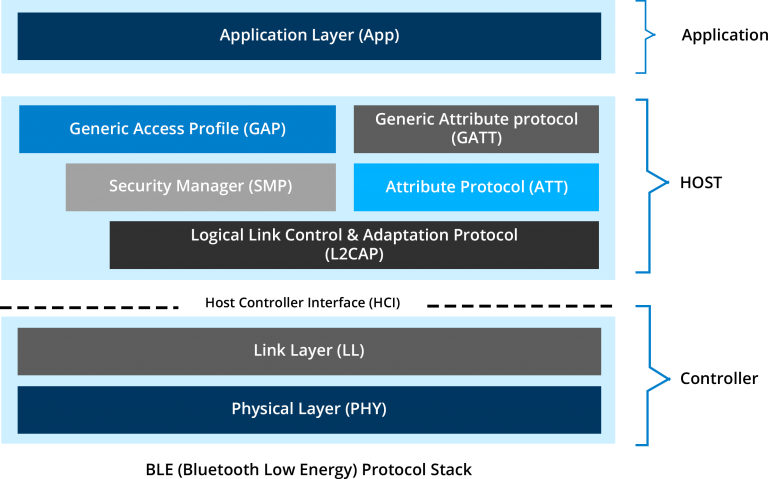 Application Layer (App)
Application
Generic Access Profile (GAP)
Generic Attribute protocol
(GATT)
Security Manager (SMP)
Attribute Protocol (ATT)
HOST
Logical Link Control & Adaptation Protocol
(L2CAP)
Host Controller Interface (HCI)
Link Layer (LL)
Controller
Physical Layer (PHY)
BLE (Bluetooth Low Energy) Protocol Stack